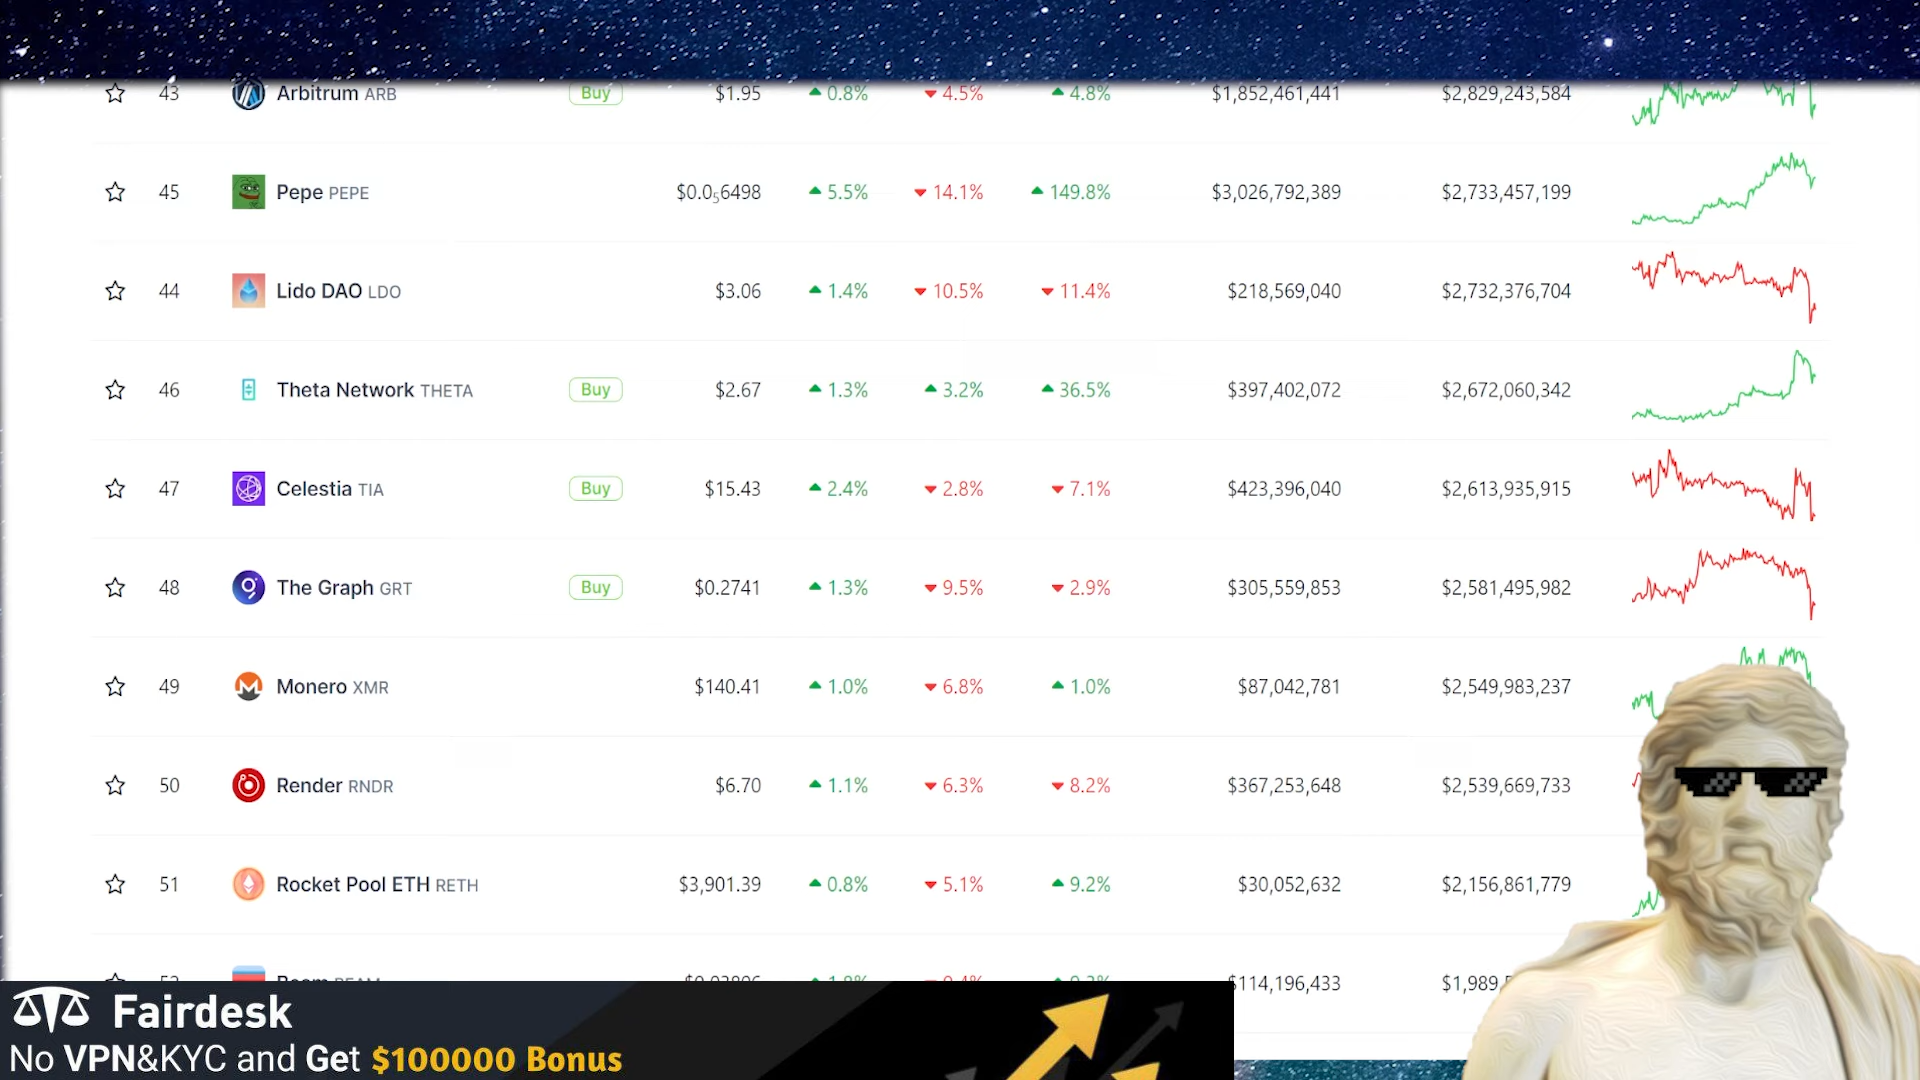 43 Arbitrum ARB Buy $1.95 0.8% 4.5% 4.8% $1,852,461,441 $2,829,243,584
45 Pepe PEPE $0.0₅6498 5.5% 14.1% 149.8% $3,026,792,389 $2,733,457,199
44 Lido DAO LDO $3.06 1.4% 10.5% 11.4% $218,569,040 $2,732,376,704
46 Theta Network THETA Buy $2.67 1.3% 3.2% 36.5% $397,402,072 $2,672,060,342
47 Celestia TIA Buy $15.43 2.4% 2.8% 7.1% $423,396,040 $2,613,935,915
48 The Graph GRT Buy $0.2741 1.3% 9.5% 2.9% $305,559,853 $2,581,495,982
49 Monero XMR $140.41 1.0% 6.8% 1.0% $87,042,781 $2,549,983,237
50 Render RNDR $6.70 1.1% 6.3% 8.2% $367,253,648 $2,539,669,733
51 Rocket Pool ETH RETH $3,901.39 0.8% 5.1% 9.2% $30,052,632 $2,156,861,779
$114,196,433 $1,989,
Fairdesk
No VPN&KYC and Get $100000 Bonus